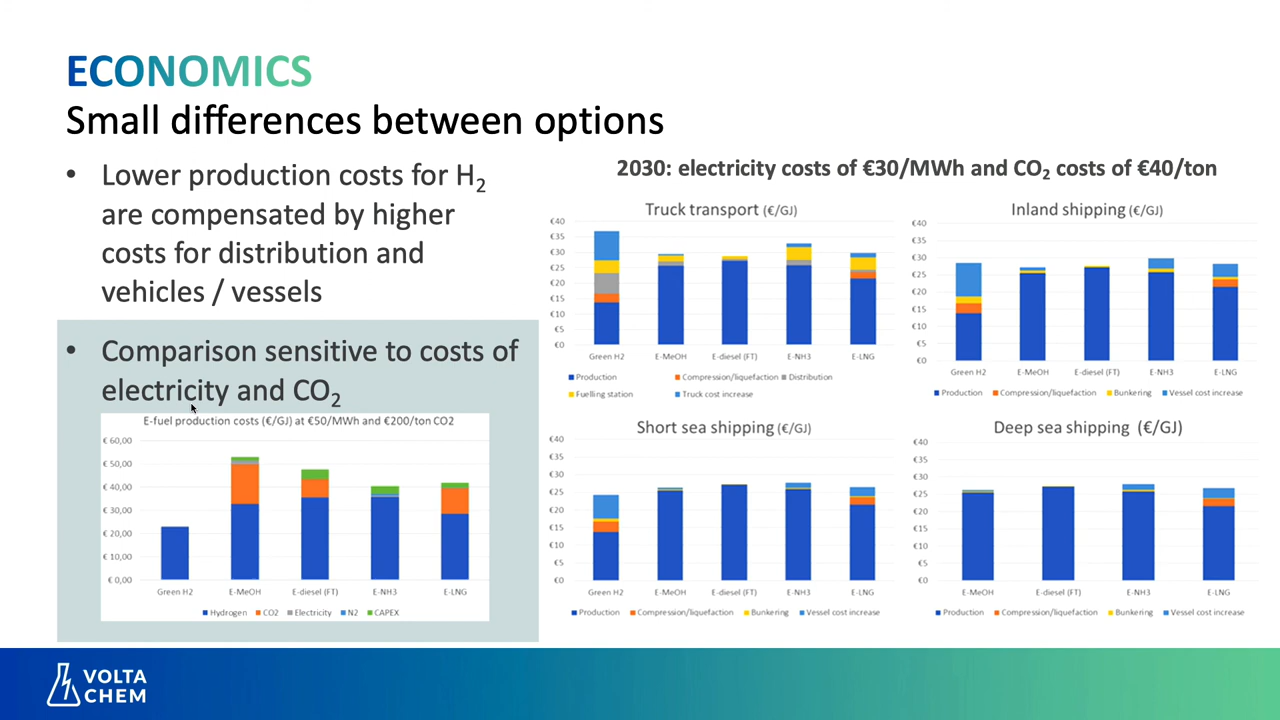 ECONOMICS
Small differences between options
• Lower production costs for H2
are compensated by higher
costs for distribution and
vehicles / vessels
• Comparison sensitive to costs of
electricity and CO2
E-fuel production costs (€/GJ) at €50/MWh and €200/ton CO2
€ 60,00
€ 50,00
€ 40,00
€ 30,00
€ 20,00
€ 10,00
€ 0,00
Green H2 E-MeOH E-diesel (FT) E-NH3 E-LNG
Hydrogen CO2 Electricity N2 CAPEX
2030: electricity costs of €30/MWh and CO2 costs of €40/ton
Truck transport (€/GJ)
€40
€35
€30
€25
€20
€15
€10
€5
€0
Green H2 E-MeOH E-diesel (FT) E-NH3 E-LNG
Production Compression/liquefaction Distribution
Fuelling station Truck cost increase
Inland shipping (€/GJ)
€40
€35
€30
€25
€20
€15
€10
€5
€0
Green H2 E-MeOH E-diesel (FT) E-NH3 E-LNG
Production Compression/liquefaction Bunkering Vessel cost increase
Short sea shipping (€/GJ)
€40
€35
€30
€25
€20
€15
€10
€5
€0
Green H2 E-MeOH E-diesel (FT) E-NH3 E-LNG
Production Compression/liquefaction Bunkering Vessel cost increase
Deep sea shipping (€/GJ)
€40
€35
€30
€25
€20
€15
€10
€5
€0
E-MeOH E-diesel (FT) E-NH3 E-LNG
Production Compression/liquefaction Bunkering Vessel cost increase
VOLTA
CHEM